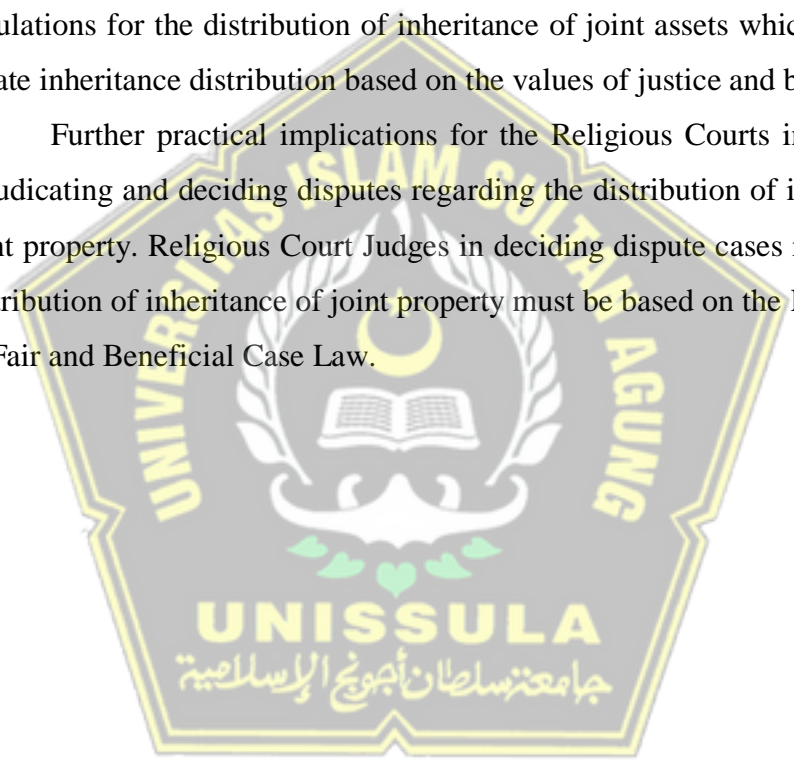 ulations for the distribution of inheritance of joint assets whic
ate inheritance distribution based on the values of justice and b
Further practical implications for the Religious Courts i
udicating and deciding disputes regarding the distribution of i
nt property. Religious Court Judges in deciding dispute cases
tribution of inheritance of joint property must be based on the
Fair and Beneficial Case Law.
UNIVERSITAS ISLAM SULTAN AGUNG
UNISSULA
جامعتسلطان أجونج الإسلامية